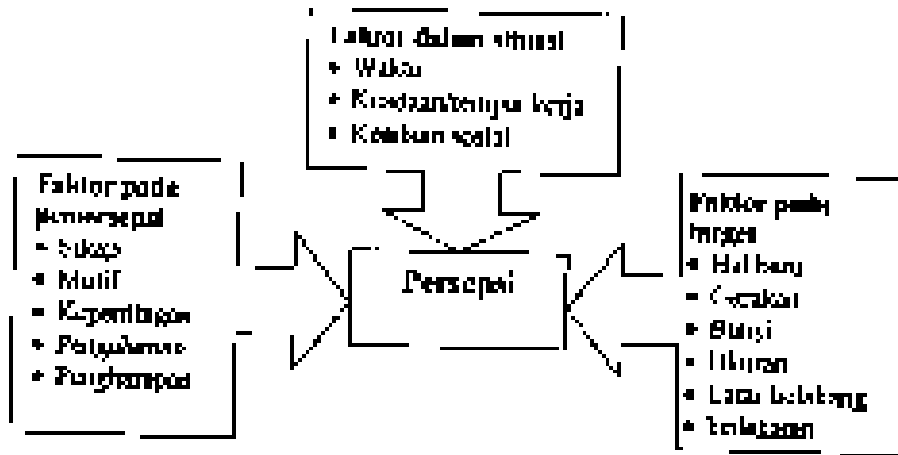 Faktor dalam situasi
• Waktu
• Keadaan/tempat kerja
• Keadaan sosial
Faktor pada
pemersepsi
• Sikap
• Motif
• Kepentingan
• Pengalaman
• Pengharapan
Persepsi
Faktor pada
target
• Hal baru
• Gerakan
• Bunyi
• Ukuran
• Latar belakang
• kedekatan